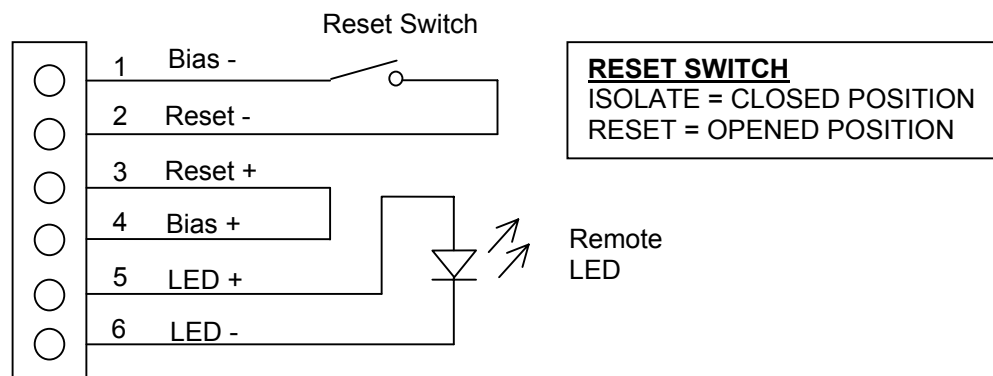 Reset Switch
1 Bias -
2 Reset -
3 Reset +
4 Bias +
5 LED +
6 LED -
RESET SWITCH
ISOLATE = CLOSED POSITION
RESET = OPENED POSITION
Remote
LED